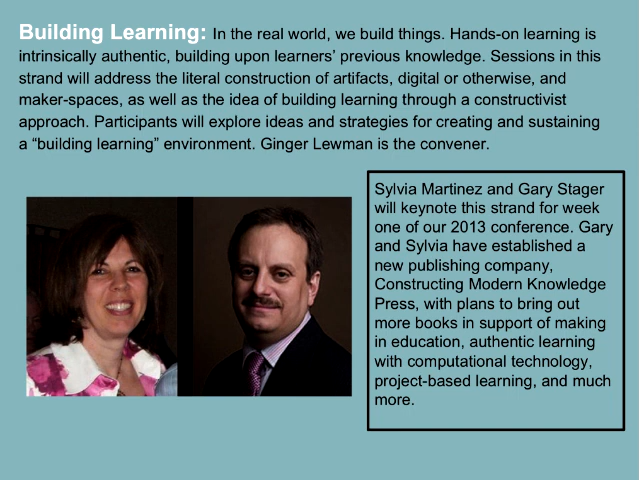 Building Learning: In the real world, we build things. Hands-on learning is
intrinsically authentic, building upon learners’ previous knowledge. Sessions in this
strand will address the literal construction of artifacts, digital or otherwise, and
maker-spaces, as well as the idea of building learning through a constructivist
approach. Participants will explore ideas and strategies for creating and sustaining
a “building learning” environment. Ginger Lewman is the convener.
Sylvia Martinez and Gary Stager
will keynote this strand for week
one of our 2013 conference. Gary
and Sylvia have established a
new publishing company,
Constructing Modern Knowledge
Press, with plans to bring out
more books in support of making
in education, authentic learning
with computational technology,
project-based learning, and much
more.